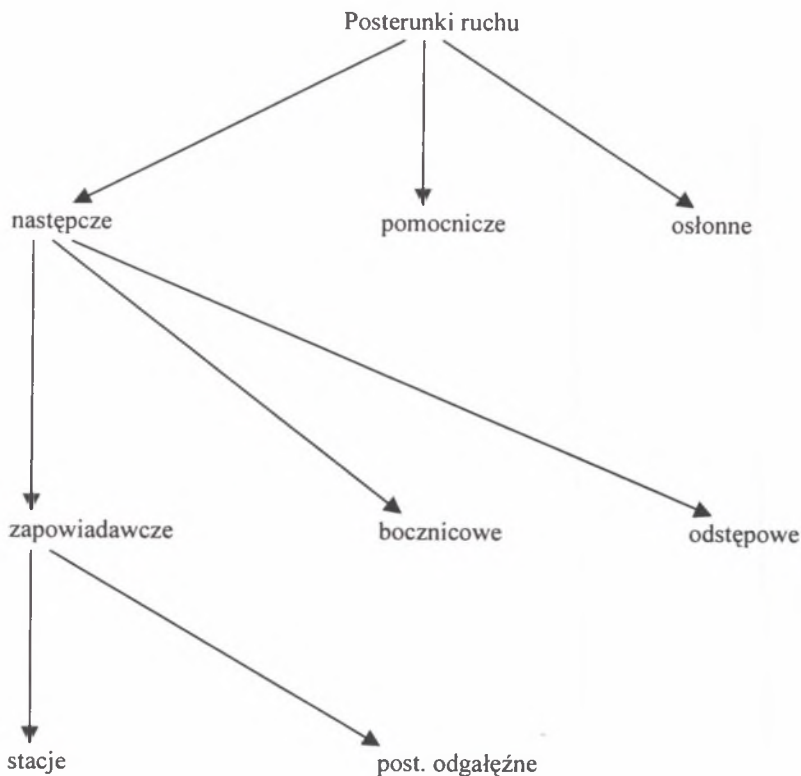 Posterunki ruchu
następcze
pomocnicze
osłonne
zapowiadawcze
bocznicowe
odstępowe
stacje
post. odgałęźne